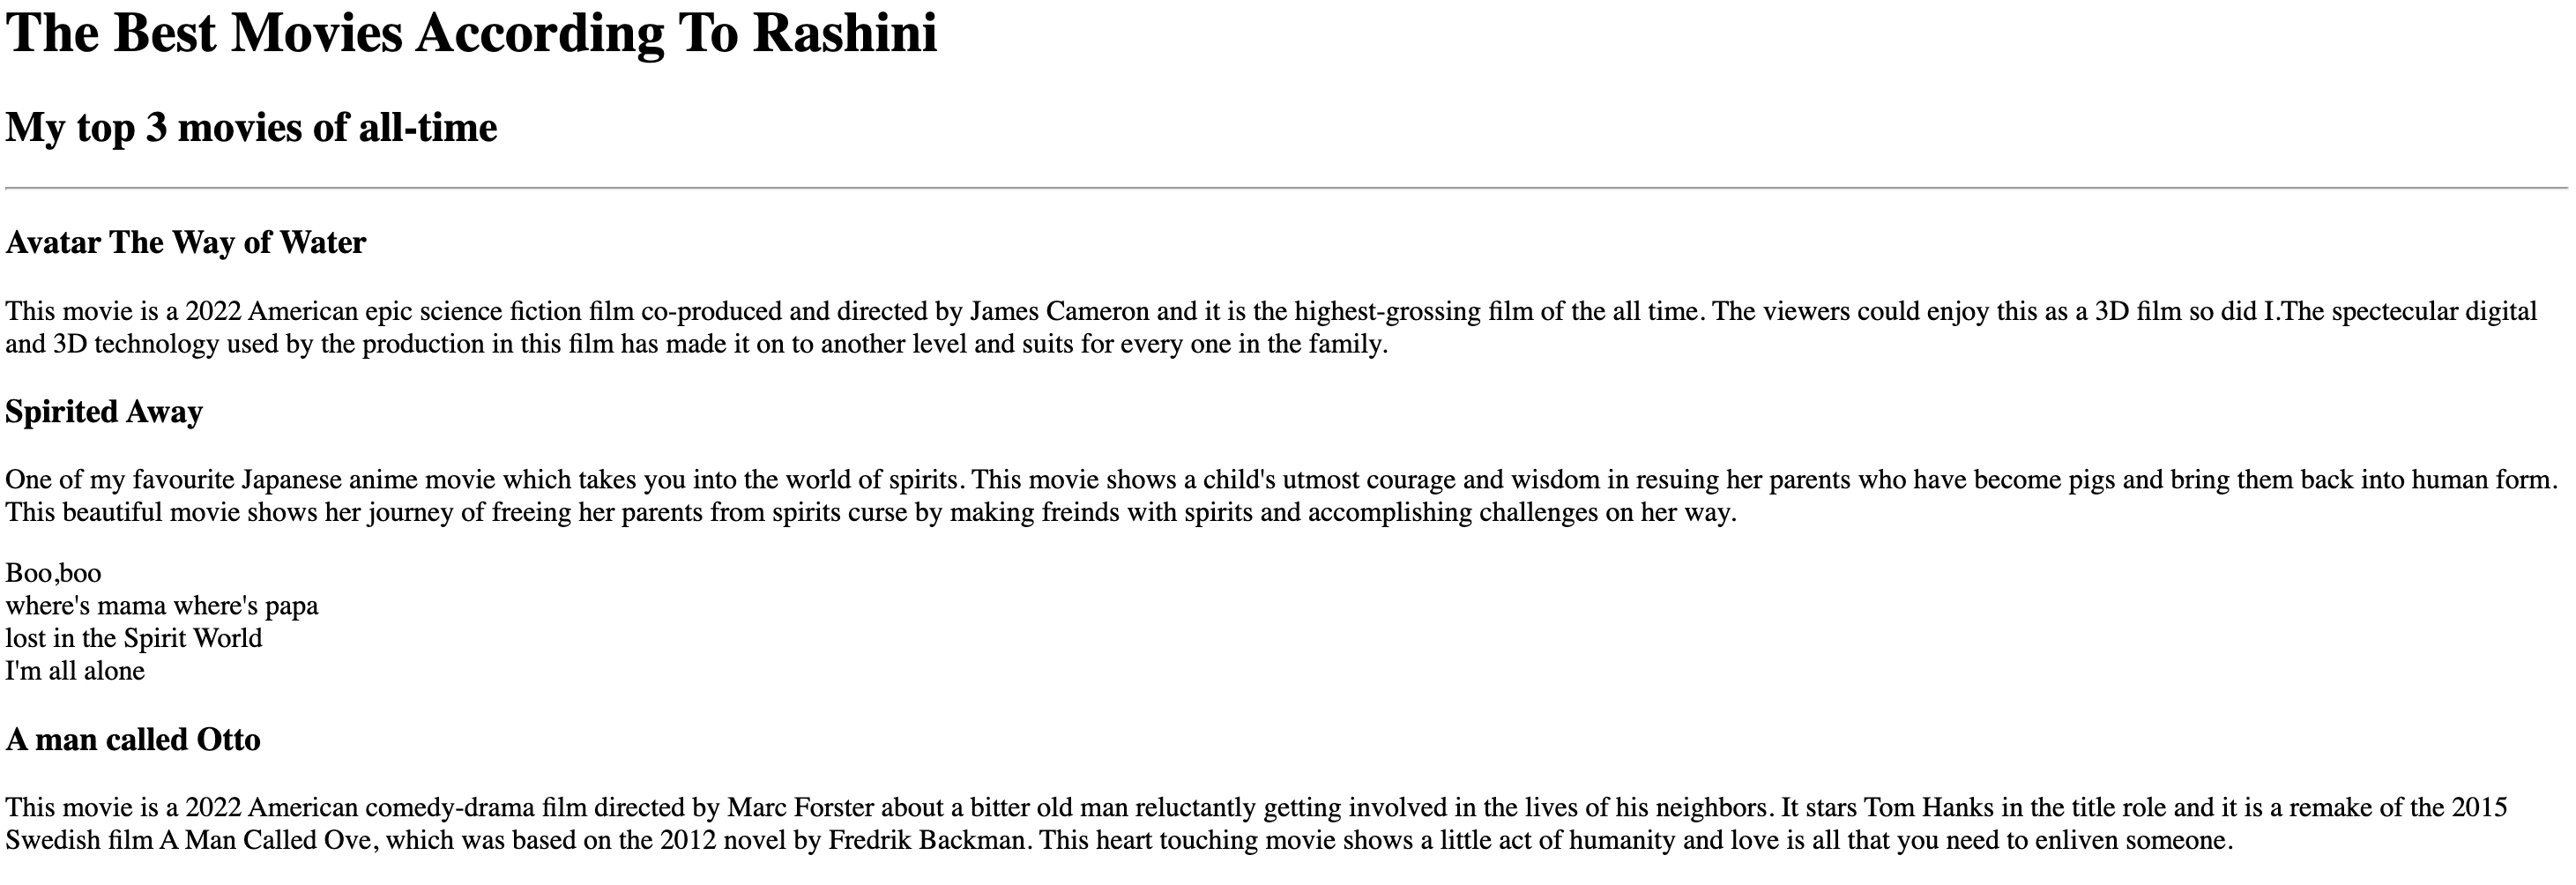 The Best Movies According To Rashini
My top 3 movies of all-time
Avatar The Way of Water
This movie is a 2022 American epic science fiction film co-produced and directed by James Cameron and it is the highest-grossing film of the all time. The viewers could enjoy this as a 3D film so did I.The spectecular digital
and 3D technology used by the production in this film has made it on to another level and suits for every one in the family.
Spirited Away
One of my favourite Japanese anime movie which takes you into the world of spirits. This movie shows a child's utmost courage and wisdom in resuing her parents who have become pigs and bring them back into human form.
This beautiful movie shows her journey of freeing her parents from spirits curse by making freinds with spirits and accomplishing challenges on her way.
Boo,boo
where's mama where's papa
lost in the Spirit World
I'm all alone
A man called Otto
This movie is a 2022 American comedy-drama film directed by Marc Forster about a bitter old man reluctantly getting involved in the lives of his neighbors. It stars Tom Hanks in the title role and it is a remake of the 2015
Swedish film A Man Called Ove, which was based on the 2012 novel by Fredrik Backman. This heart touching movie shows a little act of humanity and love is all that you need to enliven someone.